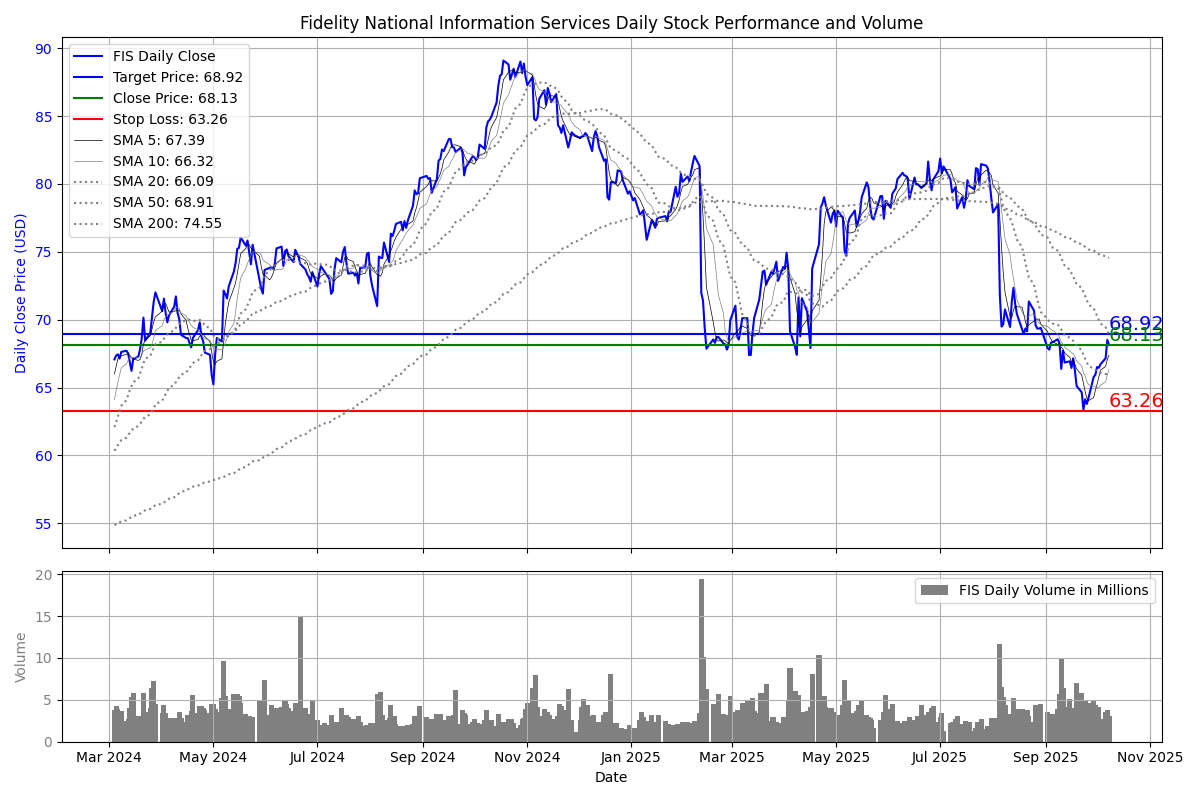 Fidelity National Information Services Daily Stock Performance and Volume
FIS Daily Close
Target Price: 68.92
Close Price: 68.13
Stop Loss: 63.26
SMA 5: 67.39
SMA 10: 66.32
SMA 20: 66.09
SMA 50: 68.91
SMA 200: 74.55
Daily Close Price (USD)
90
85
80
75
70
65
60
55
68.92
68.13
63.26
FIS Daily Volume in Millions
Volume
20
15
10
5
0
Mar 2024 May 2024 Jul 2024 Sep 2024 Nov 2024 Jan 2025 Mar 2025 May 2025 Jul 2025 Sep 2025 Nov 2025
Date